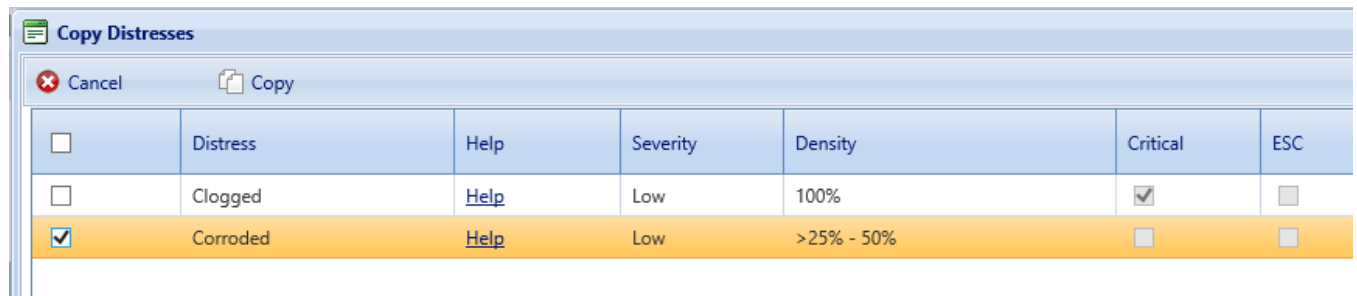 Copy Distresses
Cancel Copy
Distress Help Severity Density Critical ESC
Clogged Help Low 100%
Corroded Help Low >25% - 50%